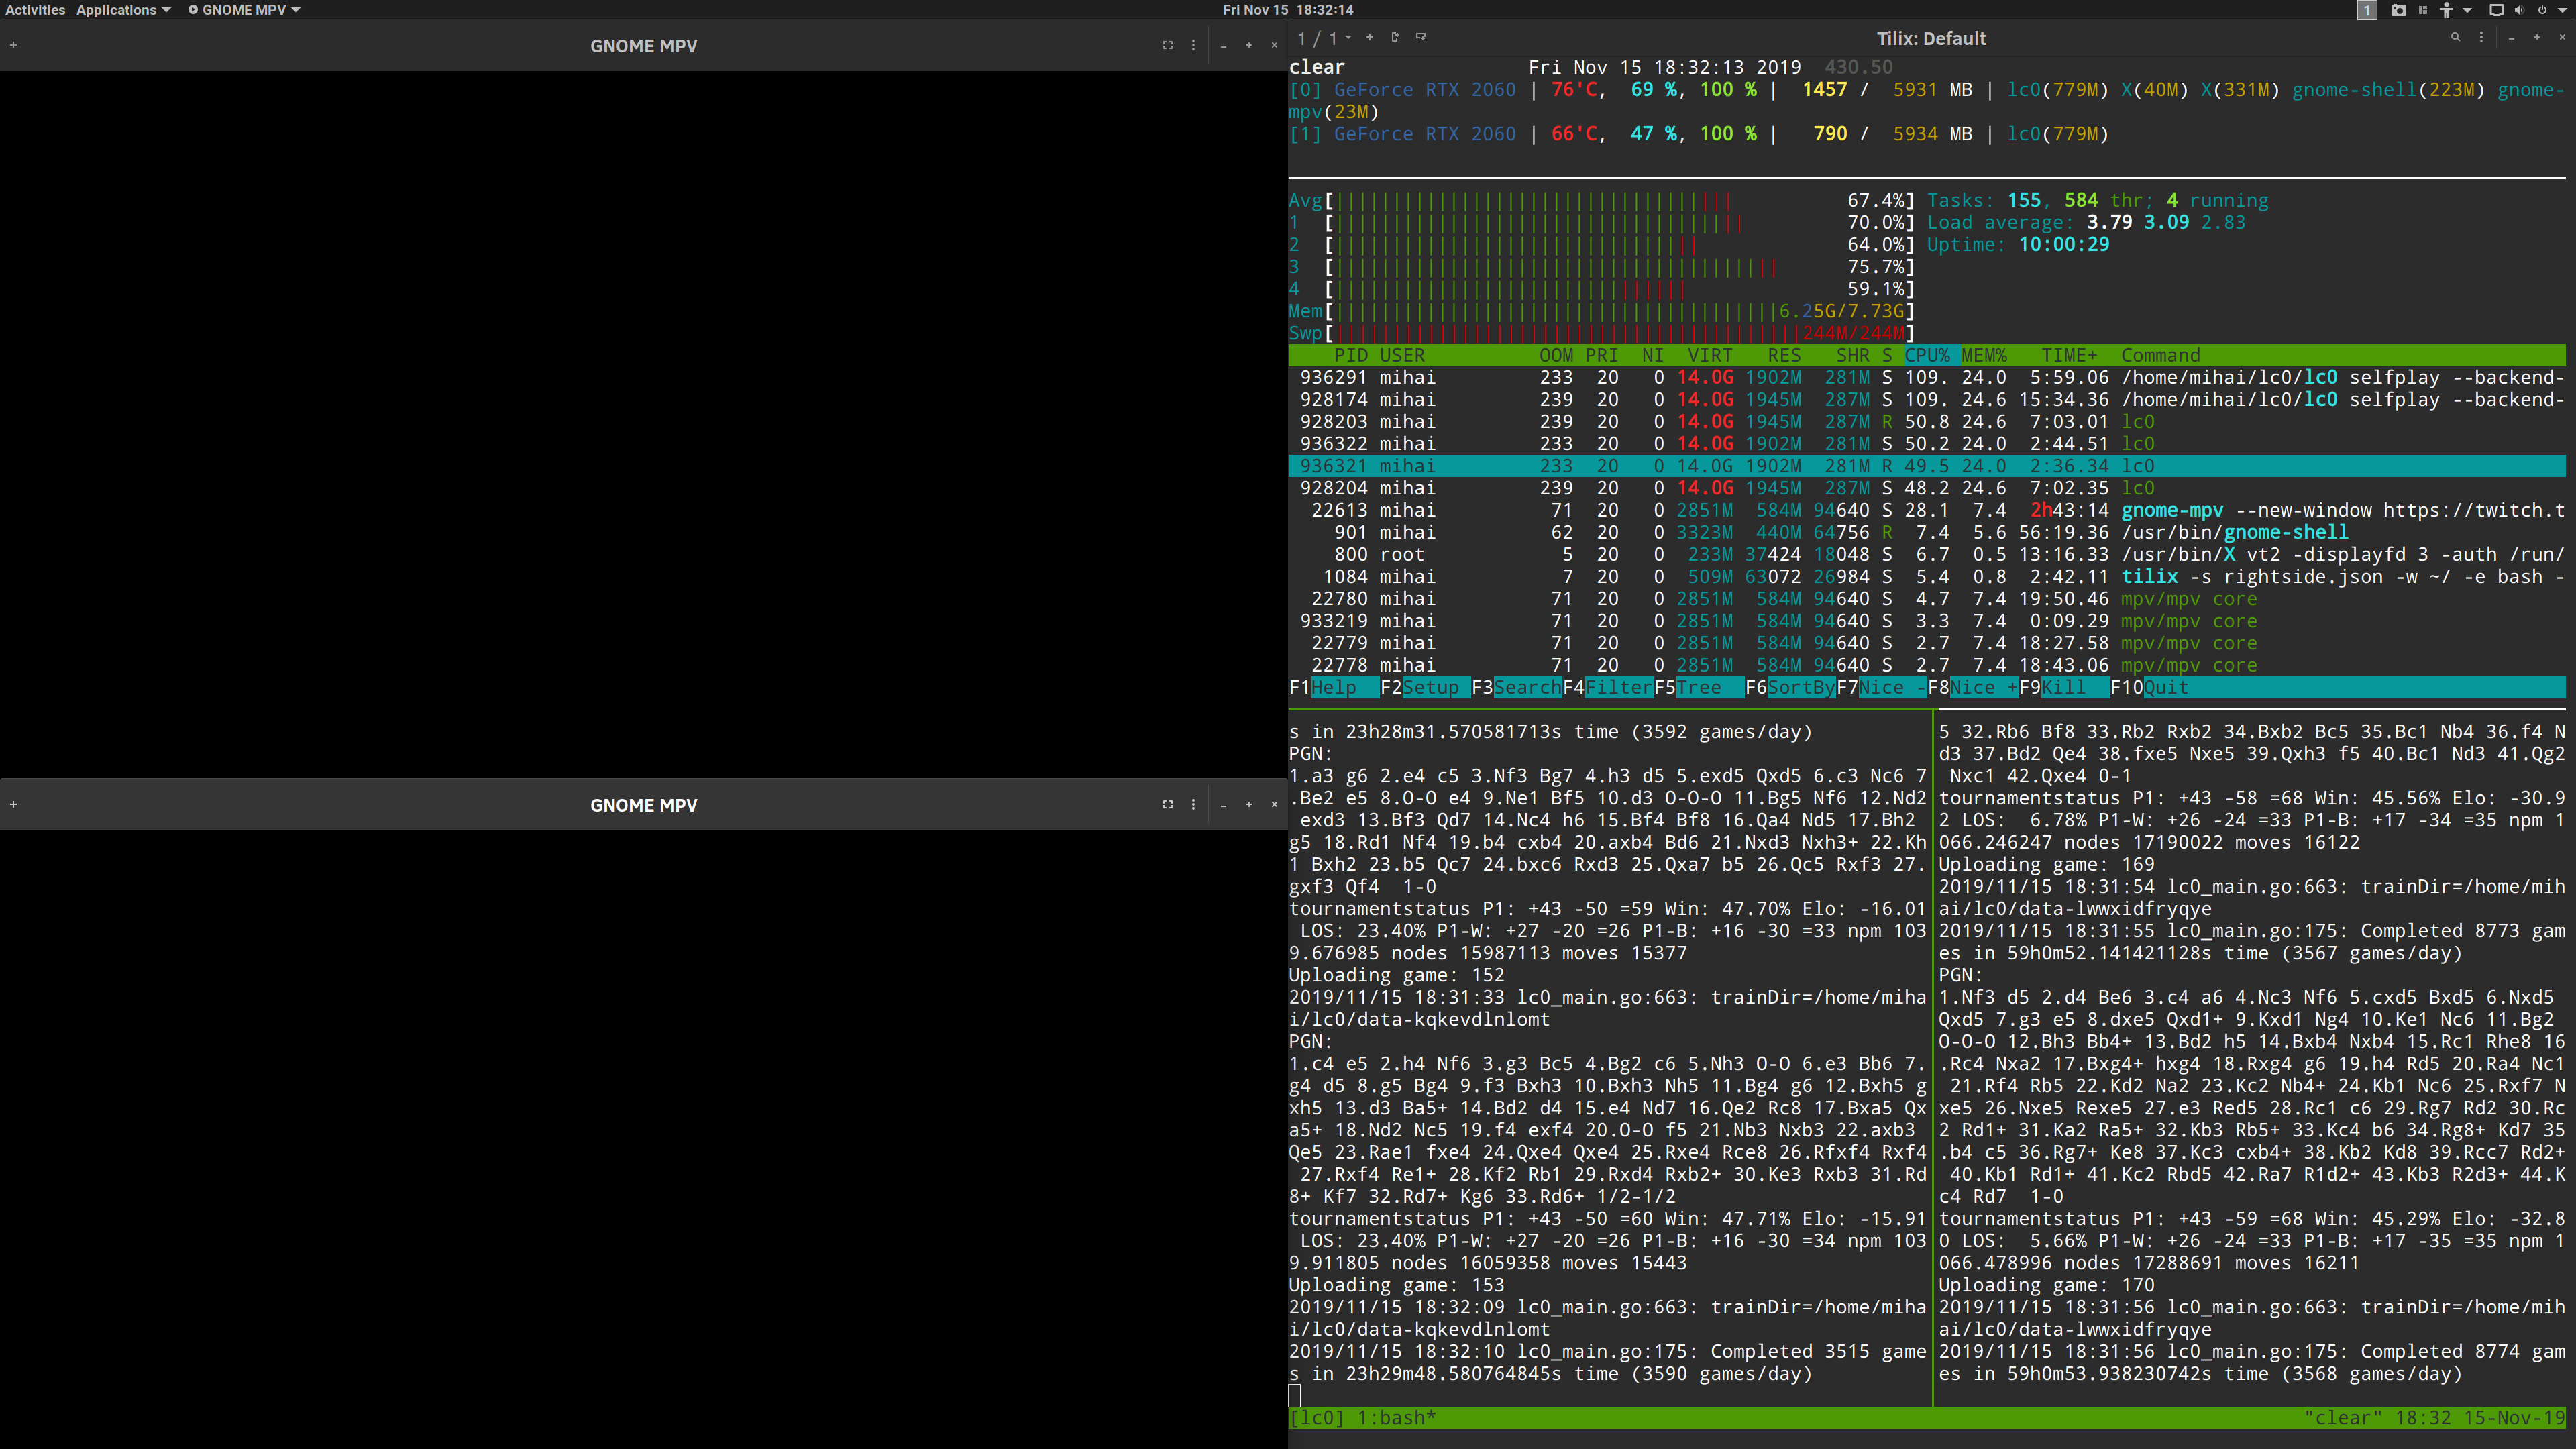 Activities Applications GNOME MPV Fri Nov 15 18:32:14 1
GNOME MPV
GNOME MPV
1 / 1 Tilix: Default
clear Fri Nov 15 18:32:13 2019 430.50
[0] GeForce RTX 2060 | 76'C, 69 %, 100 % | 1457 / 5931 MB | lc0(779M) X(40M) X(331M) gnome-shell(223M) gnome-
mpv(23M)
[1] GeForce RTX 2060 | 66'C, 47 %, 100 % | 790 / 5934 MB | lc0(779M)
Avg[ 67.4%] Tasks: 155, 584 thr; 4 running
1 [ 70.0%] Load average: 3.79 3.09 2.83
2 [ 64.0%] Uptime: 10:00:29
3 [ 75.7%]
4 [ 59.1%]
Mem[ 6.25G/7.73G]
Swp[ 244M/244M]
PID USER OOM PRI NI VIRT RES SHR S CPU% MEM% TIME+ Command
936291 mihai 233 20 0 14.0G 1902M 281M S 109. 24.0 5:59.06 /home/mihai/lc0/lc0 selfplay --backend-
928174 mihai 239 20 0 14.0G 1945M 287M S 109. 24.6 15:34.36 /home/mihai/lc0/lc0 selfplay --backend-
928203 mihai 239 20 0 14.0G 1945M 287M R 50.8 24.6 7:03.01 lc0
936322 mihai 233 20 0 14.0G 1902M 281M S 50.2 24.0 2:44.51 lc0
936321 mihai 233 20 0 14.0G 1902M 281M R 49.5 24.0 2:36.34 lc0
928204 mihai 239 20 0 14.0G 1945M 287M S 48.2 24.6 7:02.35 lc0
22613 mihai 71 20 0 2851M 584M 94640 S 28.1 7.4 2h43:14 gnome-mpv --new-window https://twitch.t
901 mihai 62 20 0 3323M 440M 64756 R 7.4 5.6 56:19.36 /usr/bin/gnome-shell
800 root 5 20 0 233M 37424 18048 S 6.7 0.5 13:16.33 /usr/bin/X vt2 -displayfd 3 -auth /run/
1084 mihai 7 20 0 509M 63072 26984 S 5.4 0.8 2:42.11 tilix -s rightside.json -w ~/ -e bash -
22780 mihai 71 20 0 2851M 584M 94640 S 4.7 7.4 19:50.46 mpv/mpv core
933219 mihai 71 20 0 2851M 584M 94640 S 3.3 7.4 0:09.29 mpv/mpv core
22779 mihai 71 20 0 2851M 584M 94640 S 2.7 7.4 18:27.58 mpv/mpv core
22778 mihai 71 20 0 2851M 584M 94640 S 2.7 7.4 18:43.06 mpv/mpv core
F1Help F2Setup F3SearchF4FilterF5Tree F6SortByF7Nice -F8Nice +F9Kill F10Quit
s in 23h28m31.570581713s time (3592 games/day)
PGN:
1.a3 g6 2.e4 c5 3.Nf3 Bg7 4.h3 d5 5.exd5 Qxd5 6.c3 Nc6 7
.Be2 e5 8.O-O e4 9.Ne1 Bf5 10.d3 O-O-O 11.Bg5 Nf6 12.Nd2
exd3 13.Bf3 Qd7 14.Nc4 h6 15.Bf4 Bf8 16.Qa4 Nd5 17.Bh2
g5 18.Rd1 Nf4 19.b4 cxb4 20.axb4 Bd6 21.Nxd3 Nxh3+ 22.Kh
1 Bxh2 23.b5 Qc7 24.bxc6 Rxd3 25.Qxa7 b5 26.Qc5 Rxf3 27.
gxf3 Qf4 1-0
tournamentstatus P1: +43 -50 =59 Win: 47.70% Elo: -16.01
LOS: 23.40% P1-W: +27 -20 =26 P1-B: +16 -30 =33 npm 103
9.676985 nodes 15987113 moves 15377
Uploading game: 152
2019/11/15 18:31:33 lc0_main.go:663: trainDir=/home/miha
i/lc0/data-kqkevdlnlomt
PGN:
1.c4 e5 2.h4 Nf6 3.g3 Bc5 4.Bg2 c6 5.Nh3 O-O 6.e3 Bb6 7.
g4 d5 8.g5 Bg4 9.f3 Bxh3 10.Bxh3 Nh5 11.Bg4 g6 12.Bxh5 g
xh5 13.d3 Ba5+ 14.Bd2 d4 15.e4 Nd7 16.Qe2 Rc8 17.Bxa5 Qx
a5+ 18.Nd2 Nc5 19.f4 exf4 20.O-O f5 21.Nb3 Nxb3 22.axb3
Qe5 23.Rae1 fxe4 24.Qxe4 Qxe4 25.Rxe4 Rce8 26.Rfxf4 Rxf4
27.Rxf4 Re1+ 28.Kf2 Rb1 29.Rxd4 Rxb2+ 30.Ke3 Rxb3 31.Rd
8+ Kf7 32.Rd7+ Kg6 33.Rd6+ 1/2-1/2
tournamentstatus P1: +43 -50 =60 Win: 47.71% Elo: -15.91
LOS: 23.40% P1-W: +27 -20 =26 P1-B: +16 -30 =34 npm 103
9.911805 nodes 16059358 moves 15443
Uploading game: 153
2019/11/15 18:32:09 lc0_main.go:663: trainDir=/home/miha
i/lc0/data-kqkevdlnlomt
2019/11/15 18:32:10 lc0_main.go:175: Completed 3515 game
s in 23h29m48.580764845s time (3590 games/day)
5 32.Rb6 Bf8 33.Rb2 Rxb2 34.Bxb2 Bc5 35.Bc1 Nb4 36.f4 N
d3 37.Bd2 Qe4 38.fxe5 Nxe5 39.Qxh3 f5 40.Bc1 Nd3 41.Qg2
Nxc1 42.Qxe4 0-1
tournamentstatus P1: +43 -58 =68 Win: 45.56% Elo: -30.9
2 LOS: 6.78% P1-W: +26 -24 =33 P1-B: +17 -34 =35 npm 1
066.246247 nodes 17190022 moves 16122
Uploading game: 169
2019/11/15 18:31:54 lc0_main.go:663: trainDir=/home/mih
ai/lc0/data-lwwxidfryqye
2019/11/15 18:31:55 lc0_main.go:175: Completed 8773 gam
es in 59h0m52.141421128s time (3567 games/day)
PGN:
1.Nf3 d5 2.d4 Be6 3.c4 a6 4.Nc3 Nf6 5.cxd5 Bxd5 6.Nxd5
Qxd5 7.g3 e5 8.dxe5 Qxd1+ 9.Kxd1 Ng4 10.Ke1 Nc6 11.Bg2
O-O-O 12.Bh3 Bb4+ 13.Bd2 h5 14.Bxb4 Nxb4 15.Rc1 Rhe8 16
.Rc4 Nxa2 17.Bxg4+ hxg4 18.Rxg4 g6 19.h4 Rd5 20.Ra4 Nc1
21.Rf4 Rb5 22.Kd2 Na2 23.Kc2 Nb4+ 24.Kb1 Nc6 25.Rxf7 N
xe5 26.Nxe5 Rexe5 27.e3 Red5 28.Rc1 c6 29.Rg7 Rd2 30.Rc
2 Rd1+ 31.Ka2 Ra5+ 32.Kb3 Rb5+ 33.Kc4 b6 34.Rg8+ Kd7 35
.b4 c5 36.Rg7+ Ke8 37.Kc3 cxb4+ 38.Kb2 Kd8 39.Rcc7 Rd2+
40.Kb1 Rd1+ 41.Kc2 Rbd5 42.Ra7 R1d2+ 43.Kb3 R2d3+ 44.K
c4 Rd7 1-0
tournamentstatus P1: +43 -59 =68 Win: 45.29% Elo: -32.8
0 LOS: 5.66% P1-W: +26 -24 =33 P1-B: +17 -35 =35 npm 1
066.478996 nodes 17288691 moves 16211
Uploading game: 170
2019/11/15 18:31:56 lc0_main.go:663: trainDir=/home/mih
ai/lc0/data-lwwxidfryqye
2019/11/15 18:31:56 lc0_main.go:175: Completed 8774 gam
es in 59h0m53.938230742s time (3568 games/day)
[lc0] 1:bash* "clear" 18:32 15-Nov-19